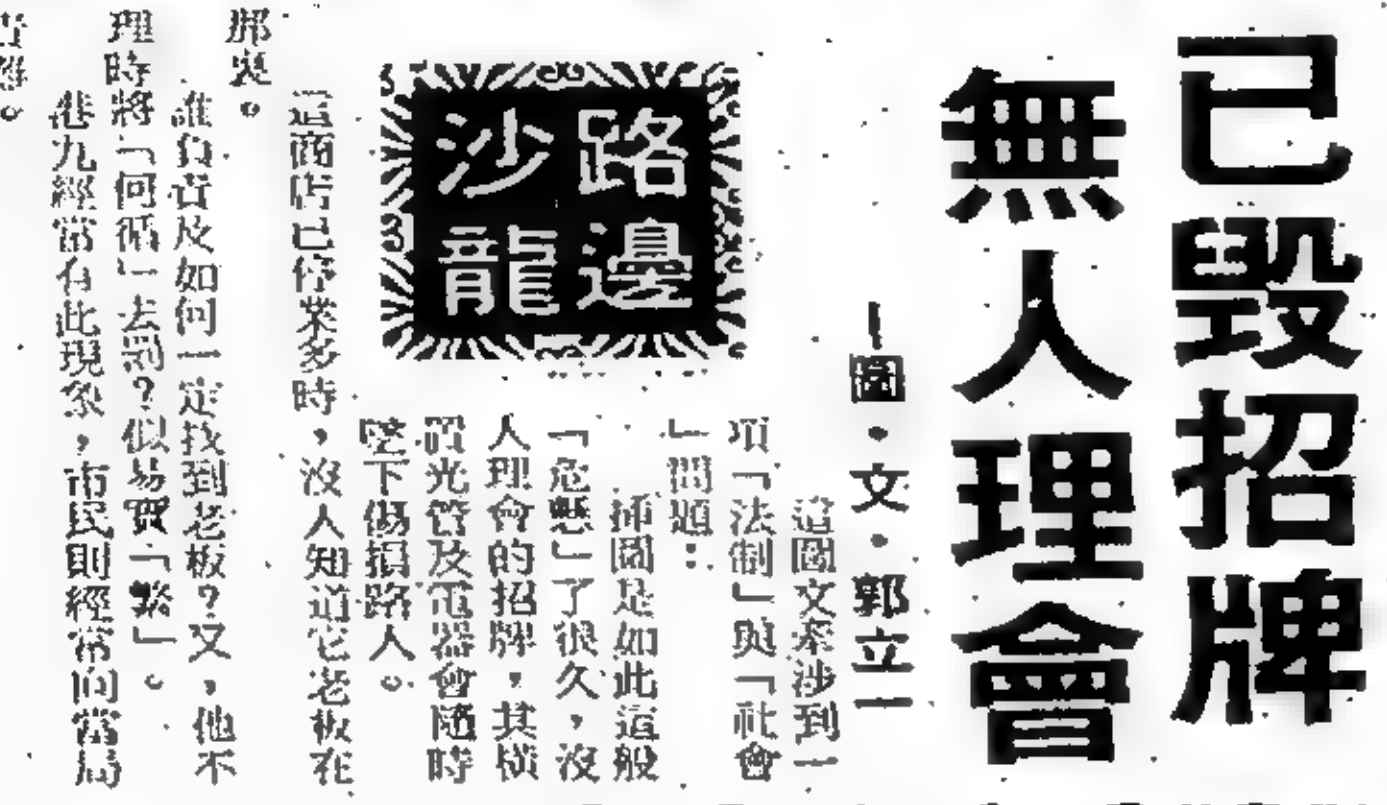 已毀招牌
無人理會
圖・文・郭立一
路邊
沙龍
這圖文牽涉到一
項「法制」與「社會
」問題：
插圖是如此這般
「危懸」了很久，沒
人理會的招牌，其橫
置光管及電器會隨時
墜下傷損路人。
這商店已停業多時，沒人知道它老板在
那裏。
誰負責及如何一定找到老板？又，他不
理時將「何循」去罰？似易實「繁」。
港九經常有此現象，市民則經常向當局